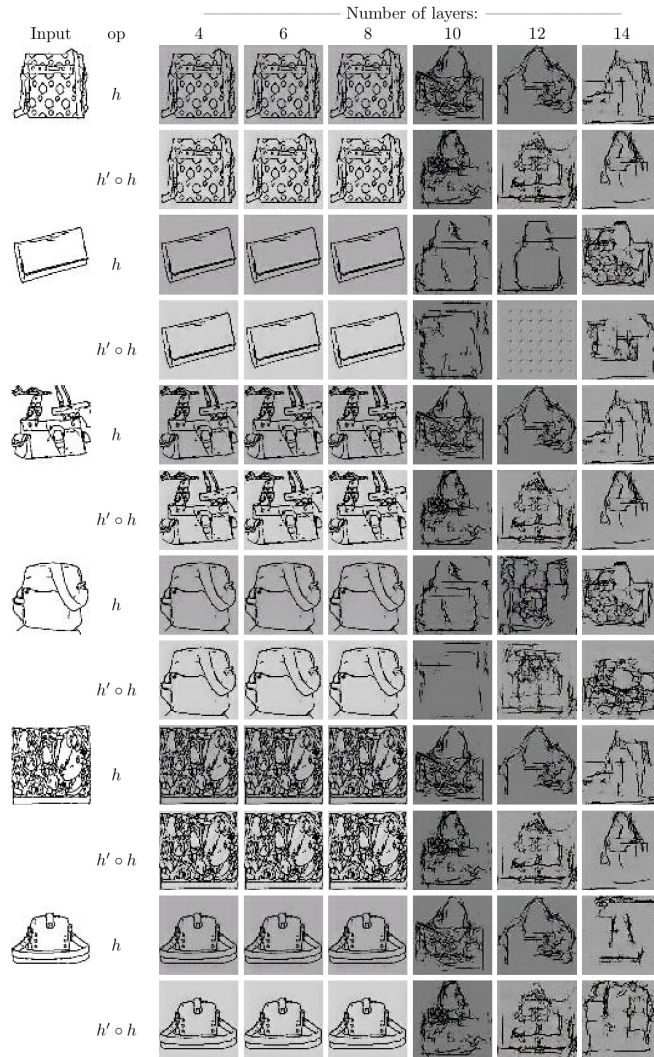 Number of layers:
Input op 4 6 8 10 12 14
h
h′ ∘ h
h
h′ ∘ h
h
h′ ∘ h
h
h′ ∘ h
h
h′ ∘ h
h
h′ ∘ h